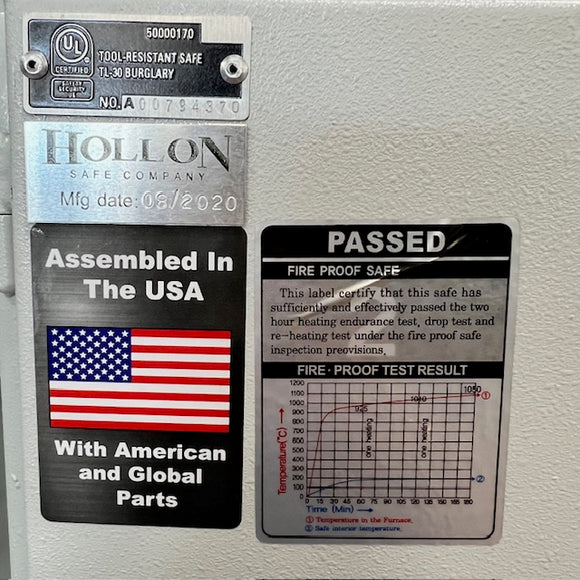 50000170
UL
CERTIFIED
SAFETY
SECURITY
TOOL-RESISTANT SAFE
TL-30 BURGLARY
NO. A00794370
HOLLON
SAFE COMPANY
Mfg date: 08/2020
Assembled In
The USA
With American
and Global
Parts
PASSED
FIRE PROOF SAFE
This label certify that this safe has
sufficiently and effectively passed the two
hour heating endurance test, drop test and
re-heating test under the fire proof safe
inspection preovisions.
FIRE·PROOF TEST RESULT
Temperature(℃) →
1200
1100
1000
900
800
700
600
500
400
300
200
100
0
925
1010
1050
①
one heating
one heating
②
0 15 30 45 60 75 90 105 120 135 150 165 180
Time (Min) →
① Temperature in the Furnace.
② Safe interior temperature.